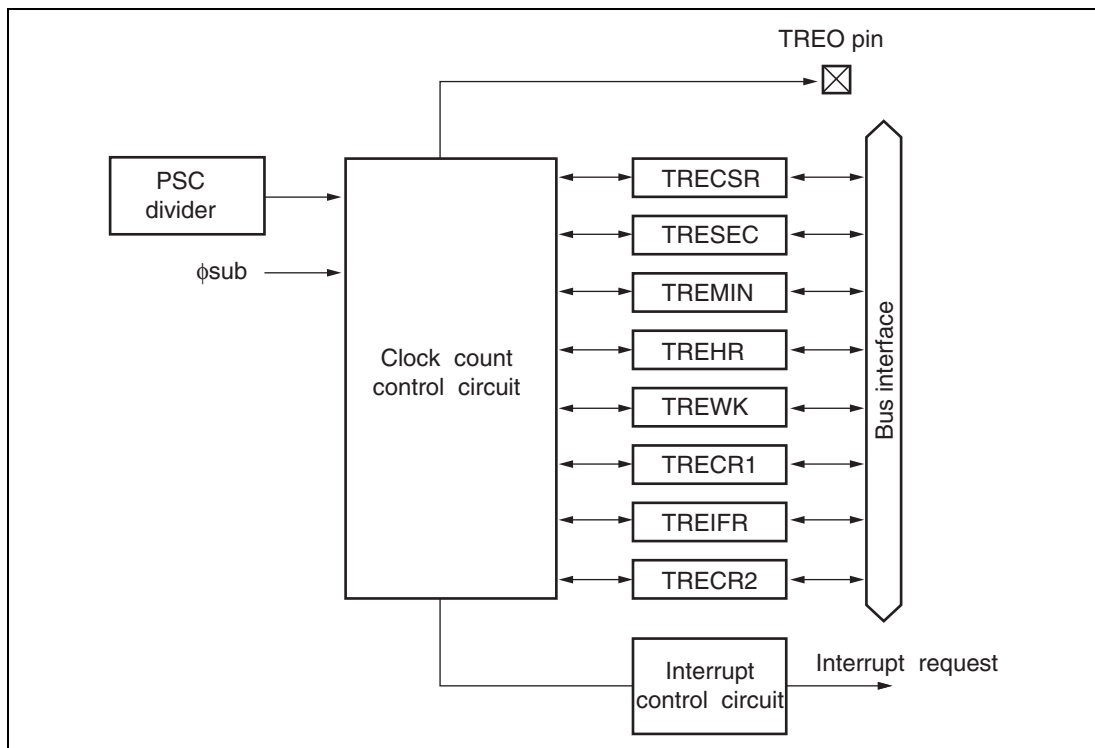 TREO pin
PSC
divider
ϕsub
Clock count
control circuit
TRECSR
TRESEC
TREMIN
TREHR
TREWK
TRECR1
TREIFR
TRECR2
Bus interface
Interrupt
control circuit
Interrupt request